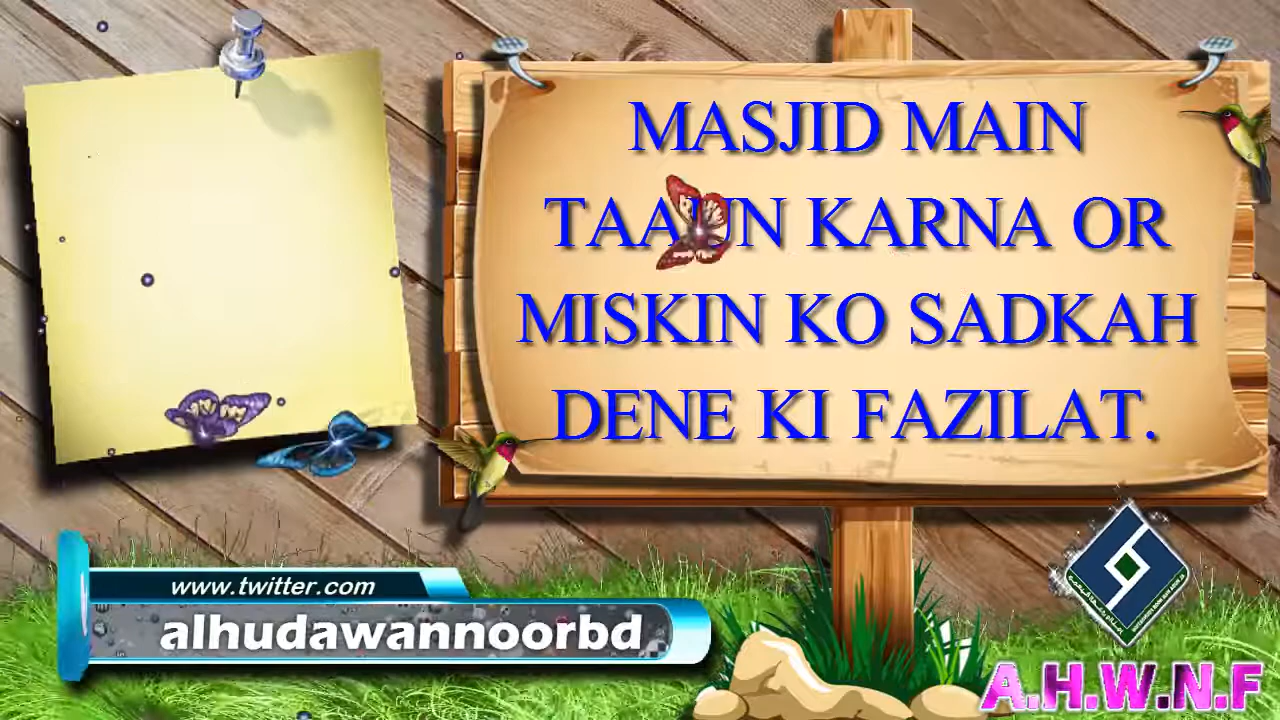 MASJID MAIN
TAAUN KARNA OR
MISKIN KO SADKAH
DENE KI FAZILAT.
www.twitter.com
alhudawannoorbd
A.H.W.N.F